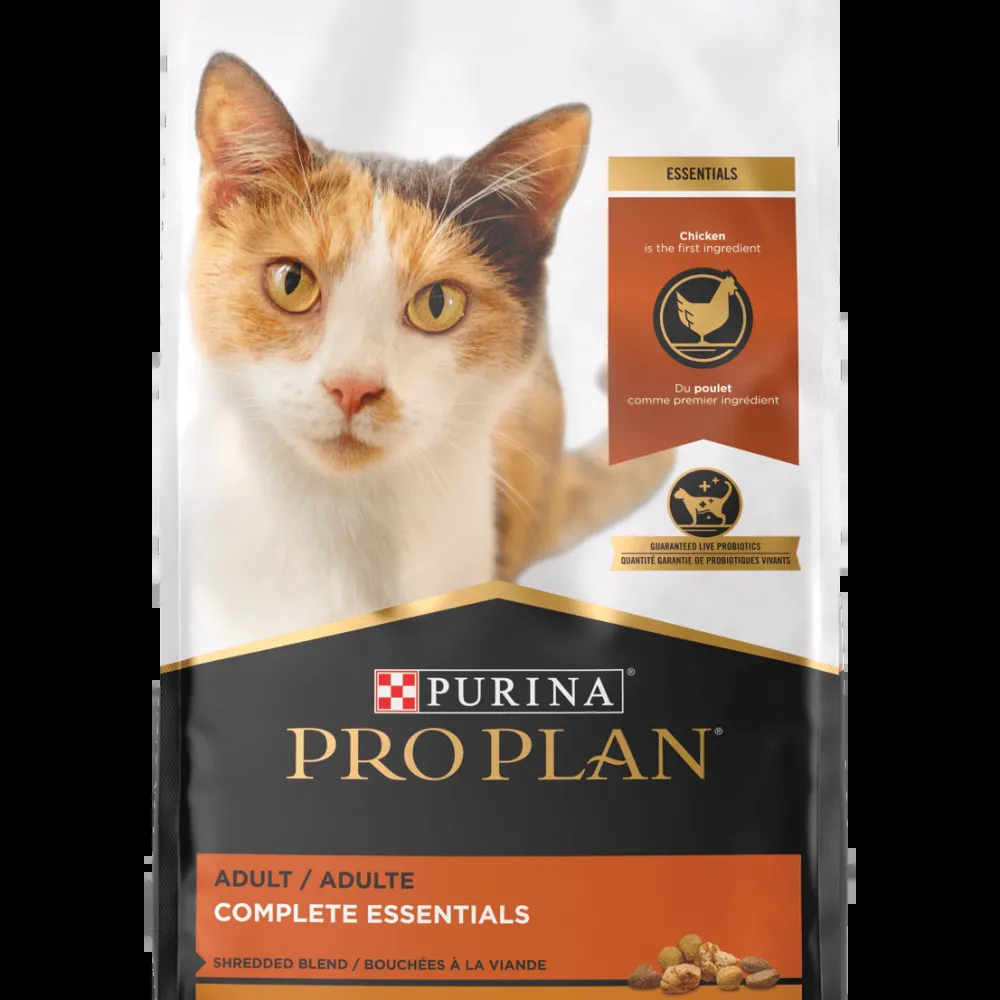 ESSENTIALS
Chicken
is the first ingredient
Du poulet
comme premier ingrédient
GUARANTEED LIVE PROBIOTICS
QUANTITÉ GARANTIE DE PROBIOTIQUES VIVANTS
PURINA®
PRO PLAN®
ADULT / ADULTE
COMPLETE ESSENTIALS
SHREDDED BLEND / BOUCHÉES À LA VIANDE